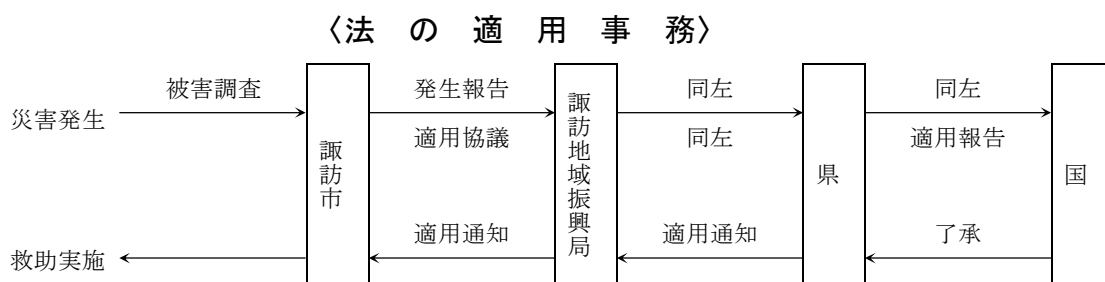 〈法の適用事務〉
被害調査 発生報告 同左 同左
災害発生
適用協議 同左 適用報告
諏訪市
諏訪地域振興局
県
国
適用通知 適用通知 了承
救助実施